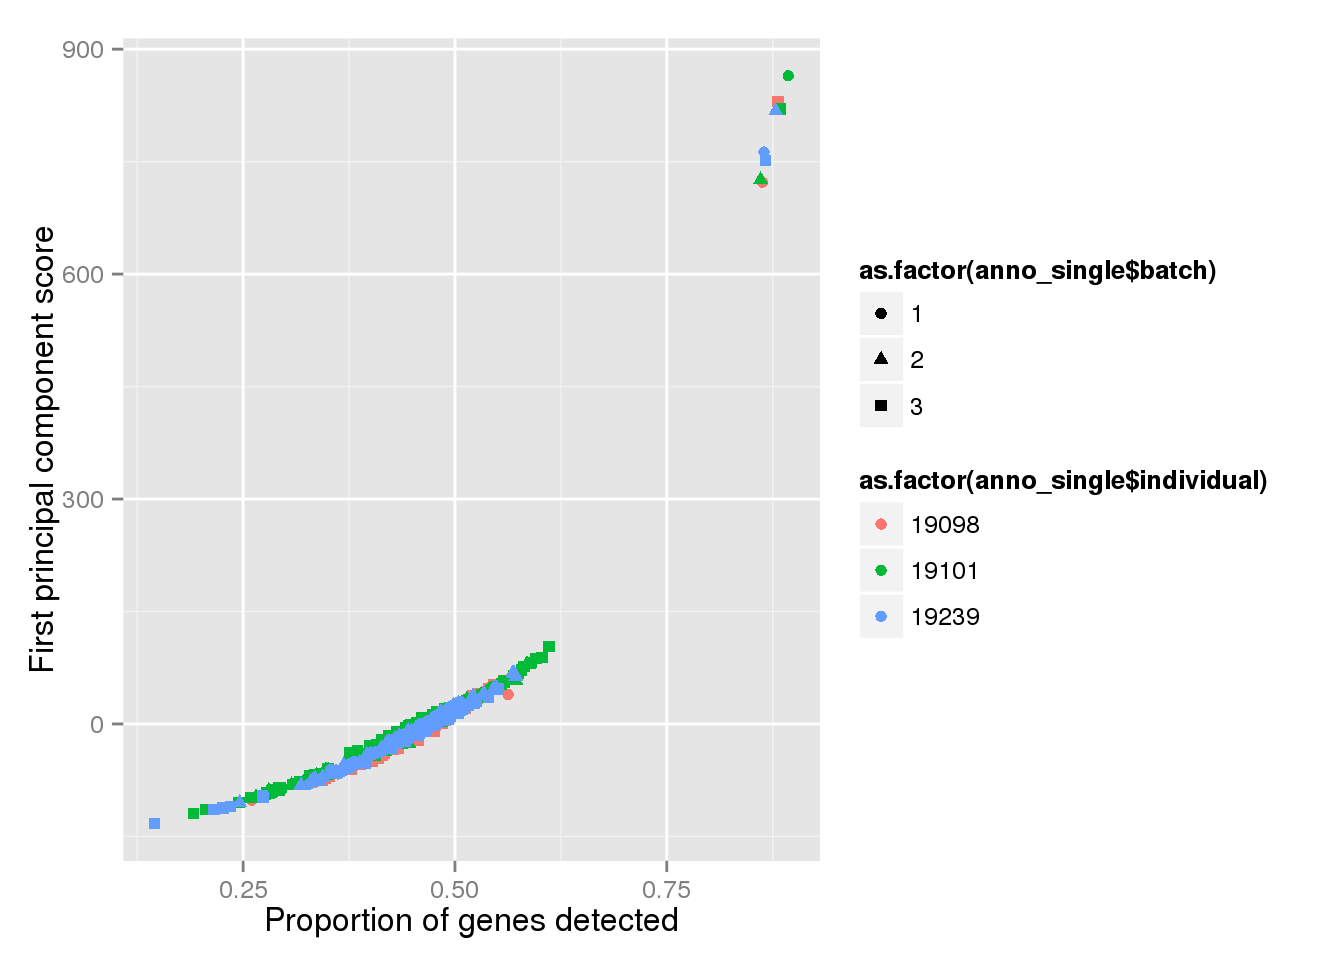 900
600
300
0
First principal component score
0.25 0.50 0.75
Proportion of genes detected
as.factor(anno_single$batch)
1
2
3
as.factor(anno_single$individual)
19098
19101
19239